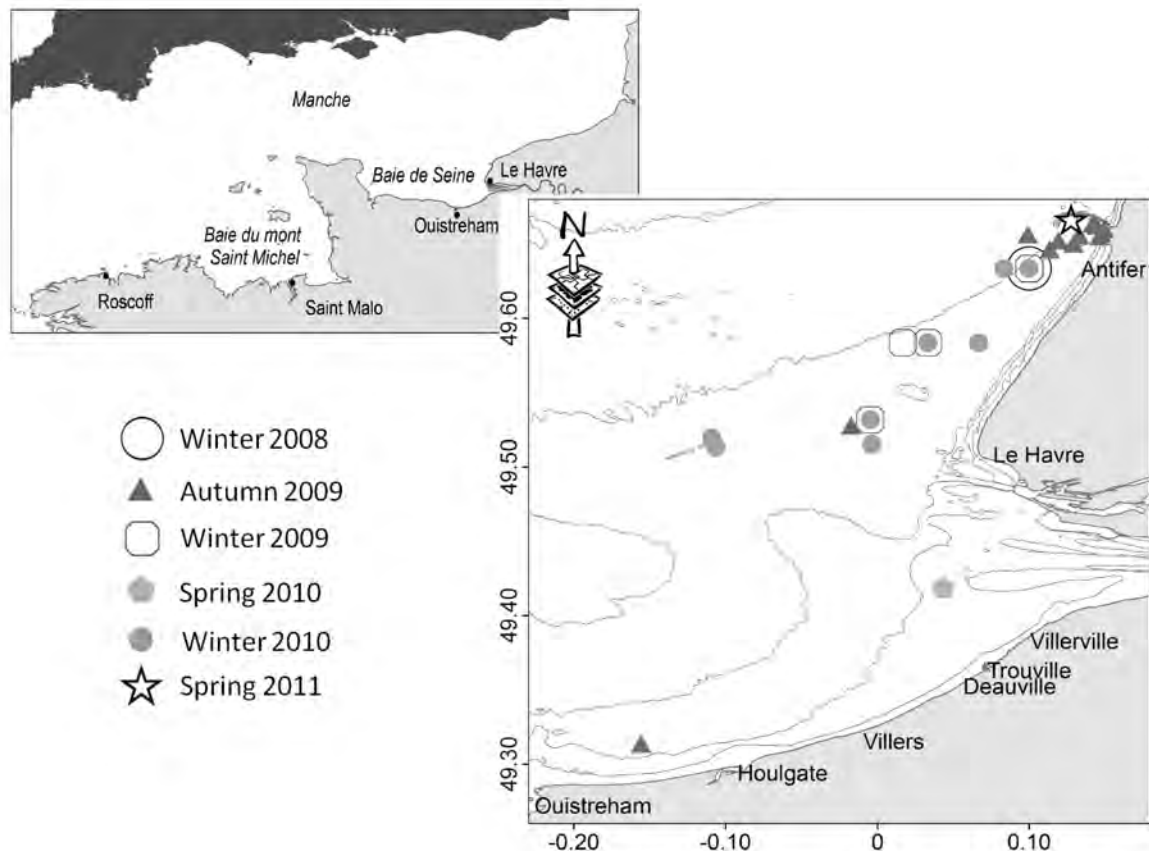 Manche
Baie de Seine
Le Havre
Ouistreham
Baie du mont
Saint Michel
Roscoff
Saint Malo
N
Antifer
49.60
49.50
Le Havre
49.40
Villerville
Trouville
Deauville
Villers
49.30
Houlgate
Ouistreham
-0.20
-0.10
0
0.10
Winter 2008
Autumn 2009
Winter 2009
Spring 2010
Winter 2010
Spring 2011